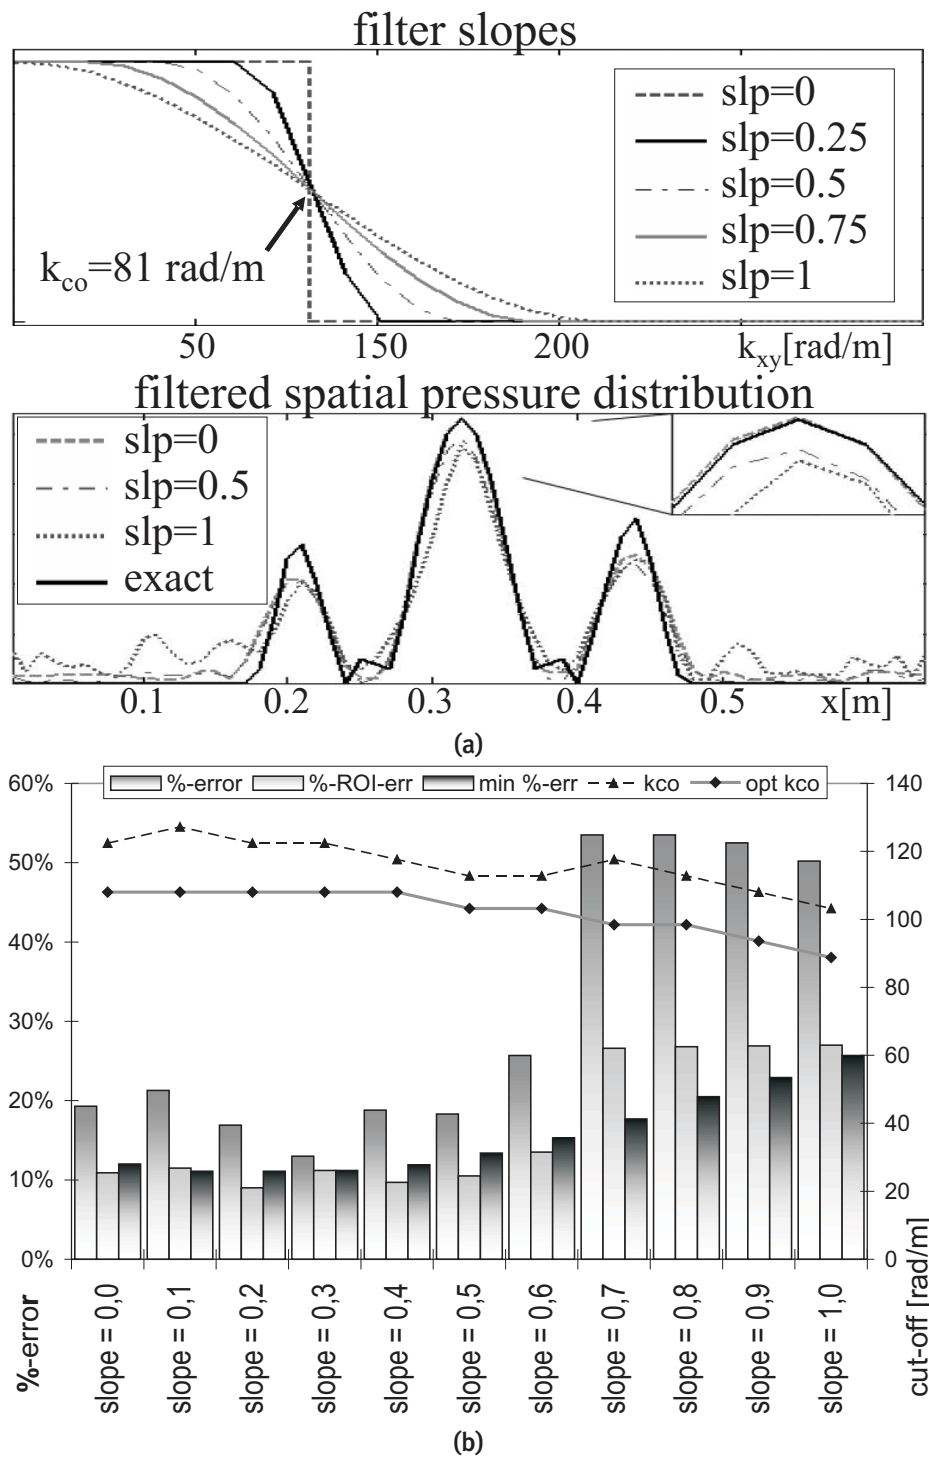 filter slopes
slp=0
slp=0.25
slp=0.5
slp=0.75
slp=1
kco=81 rad/m
50 150 200 kxy[rad/m]
filtered spatial pressure distribution
slp=0
slp=0.5
slp=1
exact
0.1 0.2 0.3 0.4 0.5 x[m]
(a)
%-error %-ROI-err min %-err kco opt kco
60%
50%
40%
30%
20%
10%
0%
140
120
100
80
60
40
20
0
%-error
slope = 0,0
slope = 0,1
slope = 0,2
slope = 0,3
slope = 0,4
slope = 0,5
slope = 0,6
slope = 0,7
slope = 0,8
slope = 0,9
slope = 1,0
cut-off [rad/m]
(b)